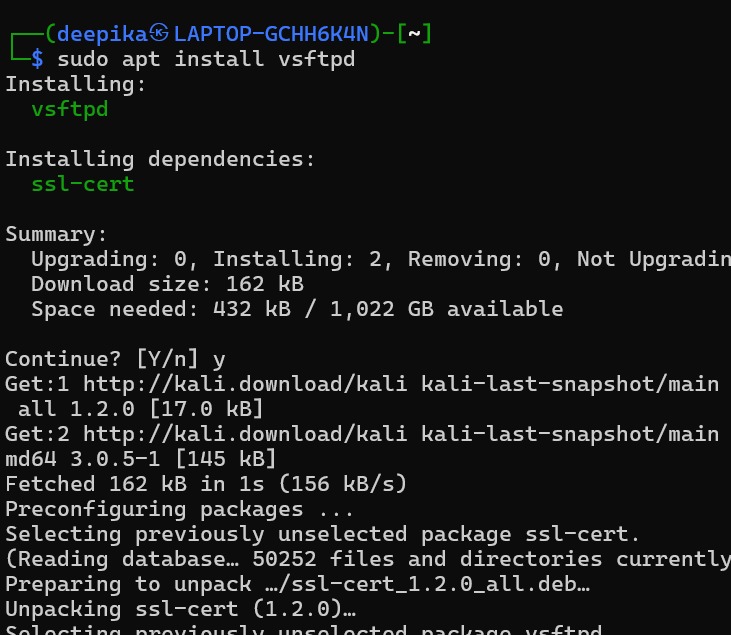 ┌──(deepika㉿LAPTOP-GCHH6K4N)-[~]
└─$ sudo apt install vsftpd
Installing:
  vsftpd

Installing dependencies:
  ssl-cert

Summary:
  Upgrading: 0, Installing: 2, Removing: 0, Not Upgradin
  Download size: 162 kB
  Space needed: 432 kB / 1,022 GB available

Continue? [Y/n] y
Get:1 http://kali.download/kali kali-last-snapshot/main
 all 1.2.0 [17.0 kB]
Get:2 http://kali.download/kali kali-last-snapshot/main
md64 3.0.5-1 [145 kB]
Fetched 162 kB in 1s (156 kB/s)
Preconfiguring packages ...
Selecting previously unselected package ssl-cert.
(Reading database… 50252 files and directories currently
Preparing to unpack …/ssl-cert_1.2.0_all.deb…
Unpacking ssl-cert (1.2.0)…
Selecting previously unselected package vsftpd